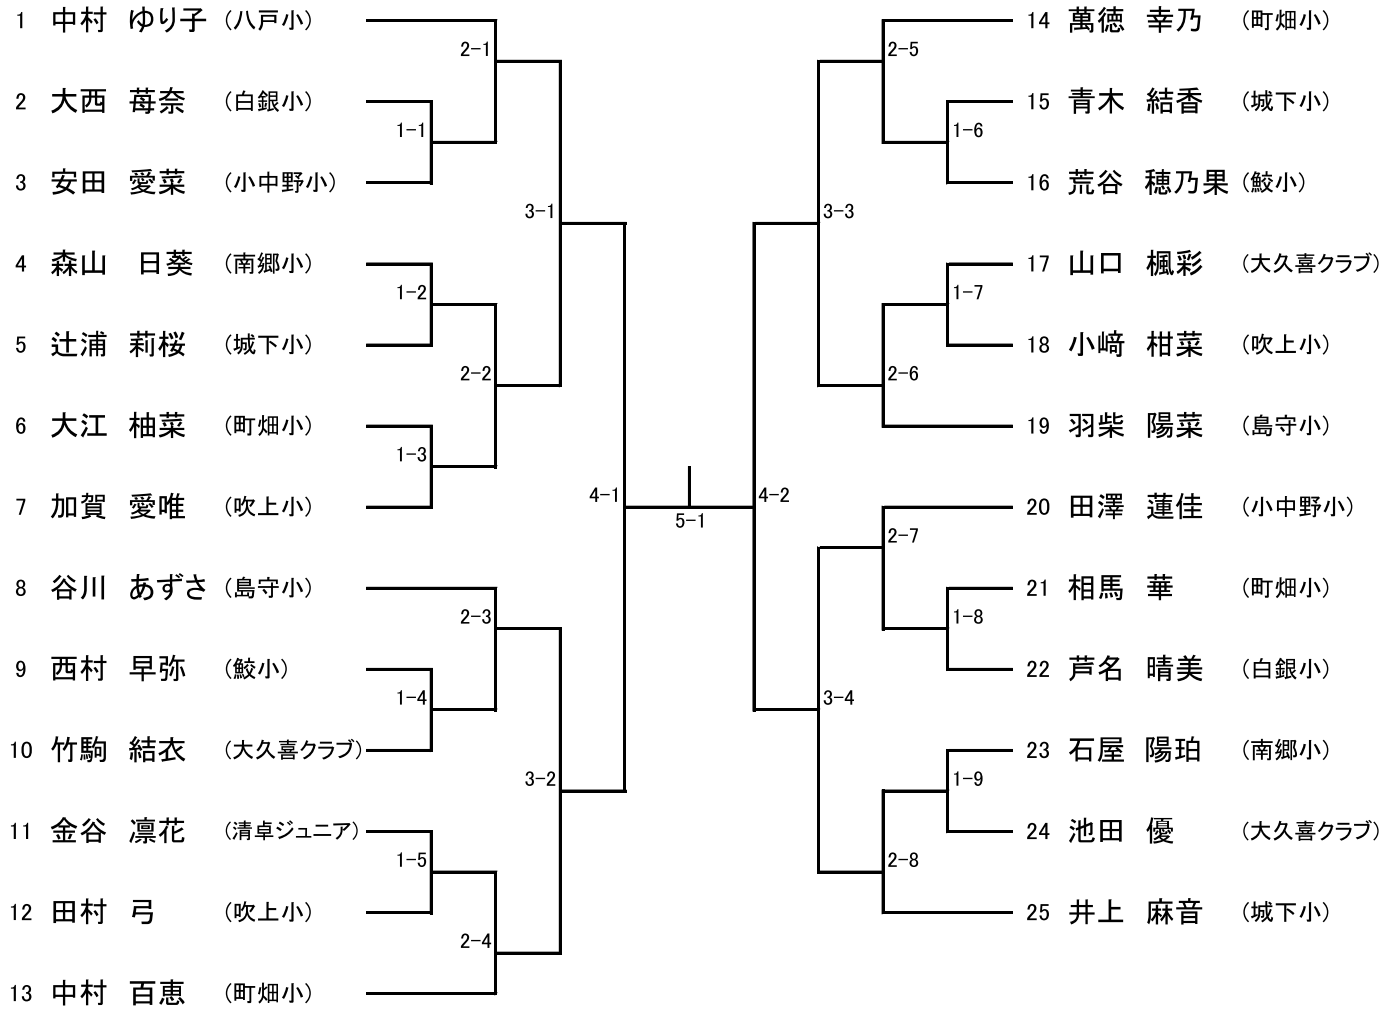 1 中村 ゆり子 （八戸小）
2-1
2 大西 苺奈 （白銀小）
1-1
3 安田 愛菜 （小中野小）
3-1
4 森山 日葵 （南郷小）
1-2
5 辻浦 莉桜 （城下小）
2-2
6 大江 柚菜 （町畑小）
1-3
7 加賀 愛唯 （吹上小）
4-1
8 谷川 あずさ （島守小）
2-3
9 西村 早弥 （鮫小）
1-4
10 竹駒 結衣 （大久喜クラブ）
3-2
11 金谷 凛花 （清卓ジュニア）
1-5
12 田村 弓 （吹上小）
2-4
13 中村 百恵 （町畑小）
5-1
14 萬徳 幸乃 （町畑小）
2-5
15 青木 結香 （城下小）
1-6
16 荒谷 穂乃果 （鮫小）
3-3
17 山口 楓彩 （大久喜クラブ）
1-7
18 小﨑 柑菜 （吹上小）
2-6
19 羽柴 陽菜 （島守小）
4-2
20 田澤 蓮佳 （小中野小）
2-7
21 相馬 華 （町畑小）
1-8
22 芦名 晴美 （白銀小）
3-4
23 石屋 陽珀 （南郷小）
1-9
24 池田 優 （大久喜クラブ）
2-8
25 井上 麻音 （城下小）